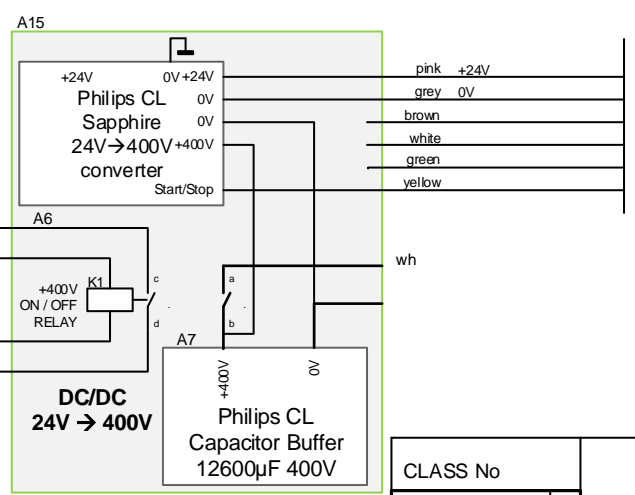 A15
+24V 0V +24V
Philips CL 0V
Sapphire 0V
24V→400V +400V
converter
Start/Stop
pink +24V
grey 0V
brown
white
green
yellow
A6
+400V K1
ON / OFF
RELAY
c
d
a
b
wh
A7
+400V
0V
DC/DC
24V → 400V
Philips CL
Capacitor Buffer
12600µF 400V
CLASS No